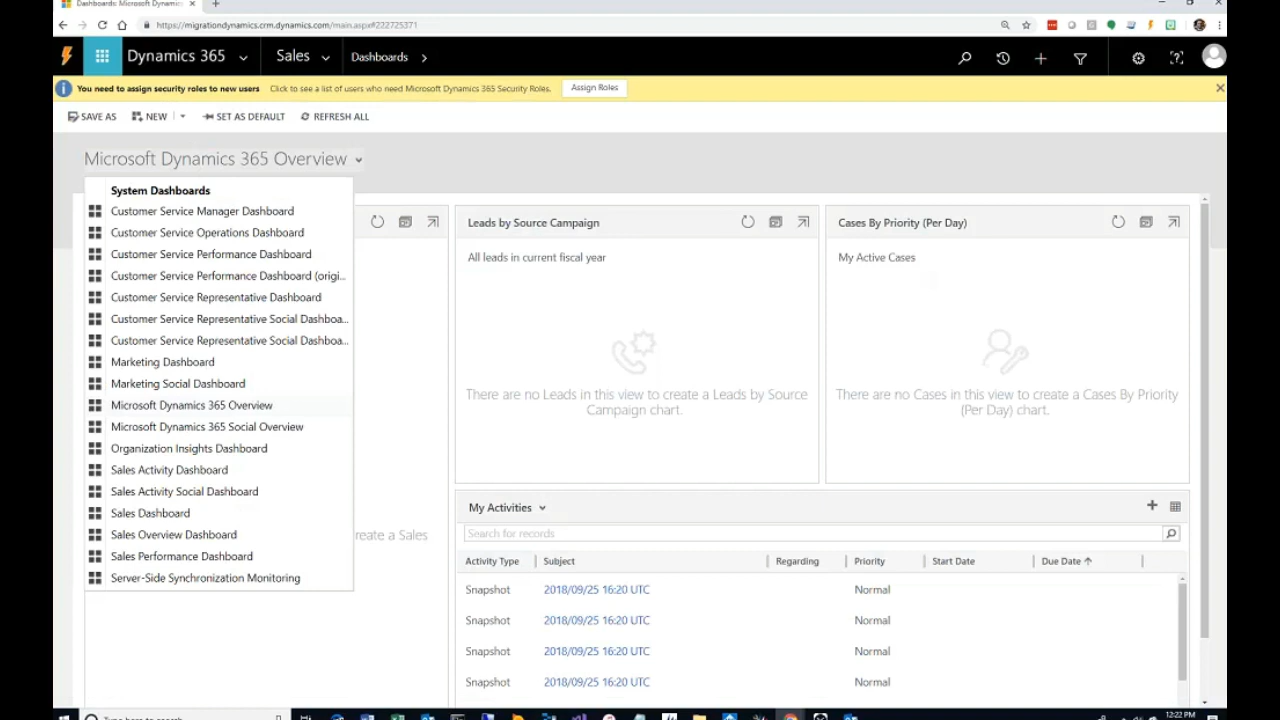 Dashboards: Microsoft Dynamic
https://migrationdynamics.crm.dynamics.com/main.aspx#222725371
Dynamics 365
Sales
Dashboards
You need to assign security roles to new users
Click to see a list of users who need Microsoft Dynamics 365 Security Roles.
Assign Roles
SAVE AS
NEW
SET AS DEFAULT
REFRESH ALL
Microsoft Dynamics 365 Overview
System Dashboards
Customer Service Manager Dashboard
Customer Service Operations Dashboard
Customer Service Performance Dashboard
Customer Service Performance Dashboard (origi...
Customer Service Representative Dashboard
Customer Service Representative Social Dashboa...
Customer Service Representative Social Dashboa...
Marketing Dashboard
Marketing Social Dashboard
Microsoft Dynamics 365 Overview
Microsoft Dynamics 365 Social Overview
Organization Insights Dashboard
Sales Activity Dashboard
Sales Activity Social Dashboard
Sales Dashboard
Sales Overview Dashboard
Sales Performance Dashboard
Server-Side Synchronization Monitoring
reate a Sales
Leads by Source Campaign
All leads in current fiscal year
There are no Leads in this view to create a Leads by Source
Campaign chart.
Cases By Priority (Per Day)
My Active Cases
There are no Cases in this view to create a Cases By Priority
(Per Day) chart.
My Activities
Search for records
Activity Type Subject Regarding Priority Start Date Due Date
Snapshot 2018/09/25 16:20 UTC Normal
Snapshot 2018/09/25 16:20 UTC Normal
Snapshot 2018/09/25 16:20 UTC Normal
Snapshot 2018/09/25 16:20 UTC Normal
Type here to search
12:22 PM